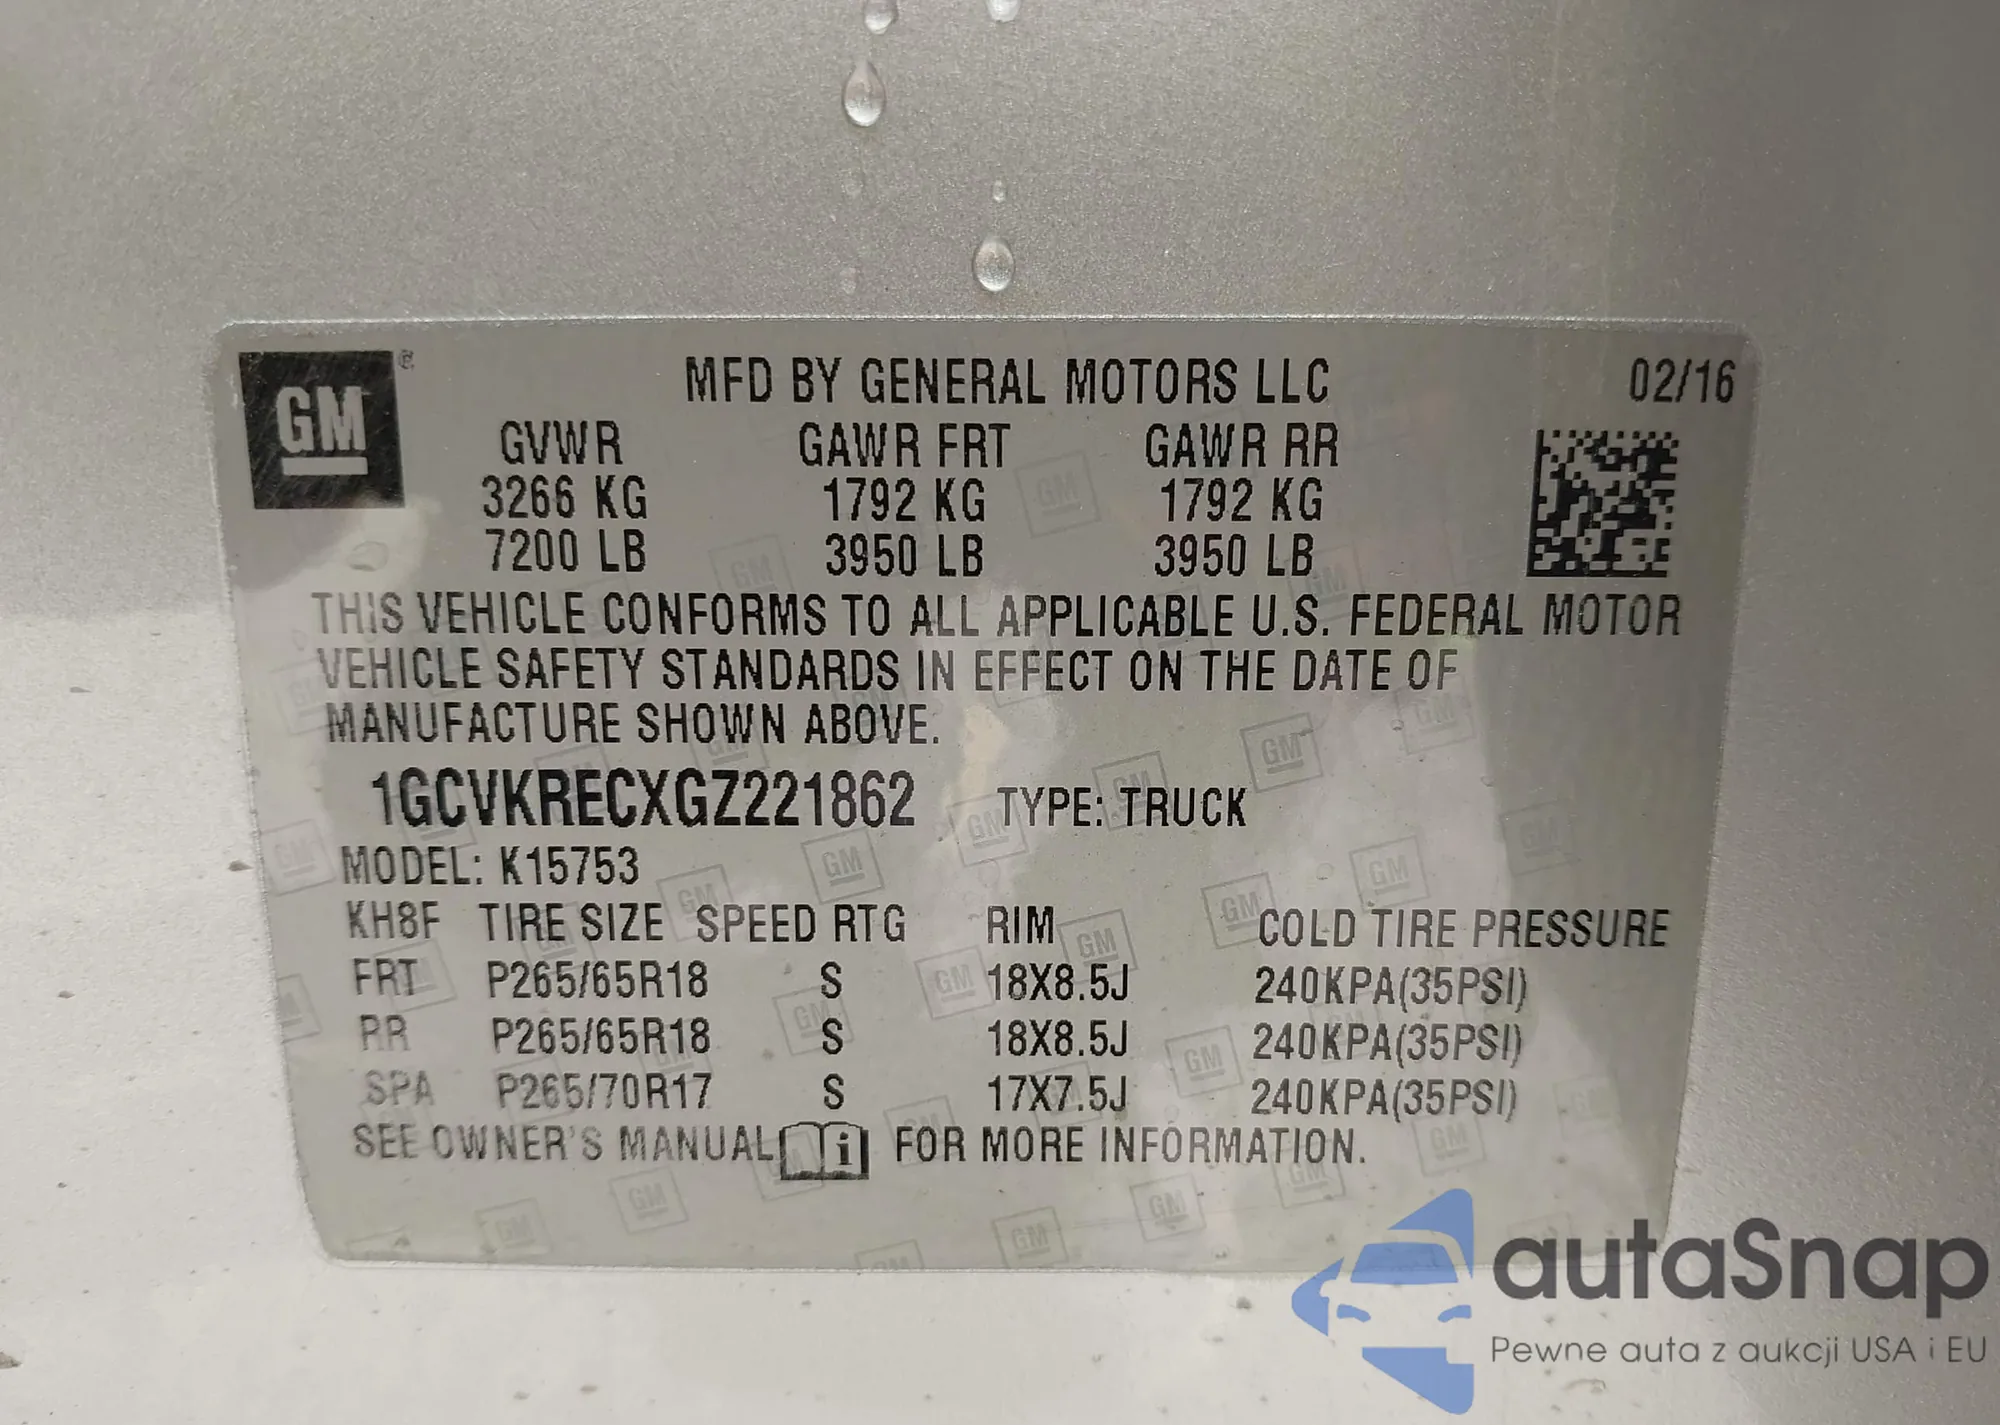 GM
MFD BY GENERAL MOTORS LLC 02/16
GVWR GAWR FRT GAWR RR
3266 KG 1792 KG 1792 KG
7200 LB 3950 LB 3950 LB
THIS VEHICLE CONFORMS TO ALL APPLICABLE U.S. FEDERAL MOTOR
VEHICLE SAFETY STANDARDS IN EFFECT ON THE DATE OF
MANUFACTURE SHOWN ABOVE.
1GCVKRECXGZ221862 TYPE: TRUCK
MODEL: K15753
KH8F TIRE SIZE SPEED RTG RIM COLD TIRE PRESSURE
FRT P265/65R18 S 18X8.5J 240KPA(35PSI)
RR P265/65R18 S 18X8.5J 240KPA(35PSI)
SPA P265/70R17 S 17X7.5J 240KPA(35PSI)
SEE OWNER'S MANUAL i FOR MORE INFORMATION.
autaSnap
Pewne auta z aukcji USA i EU